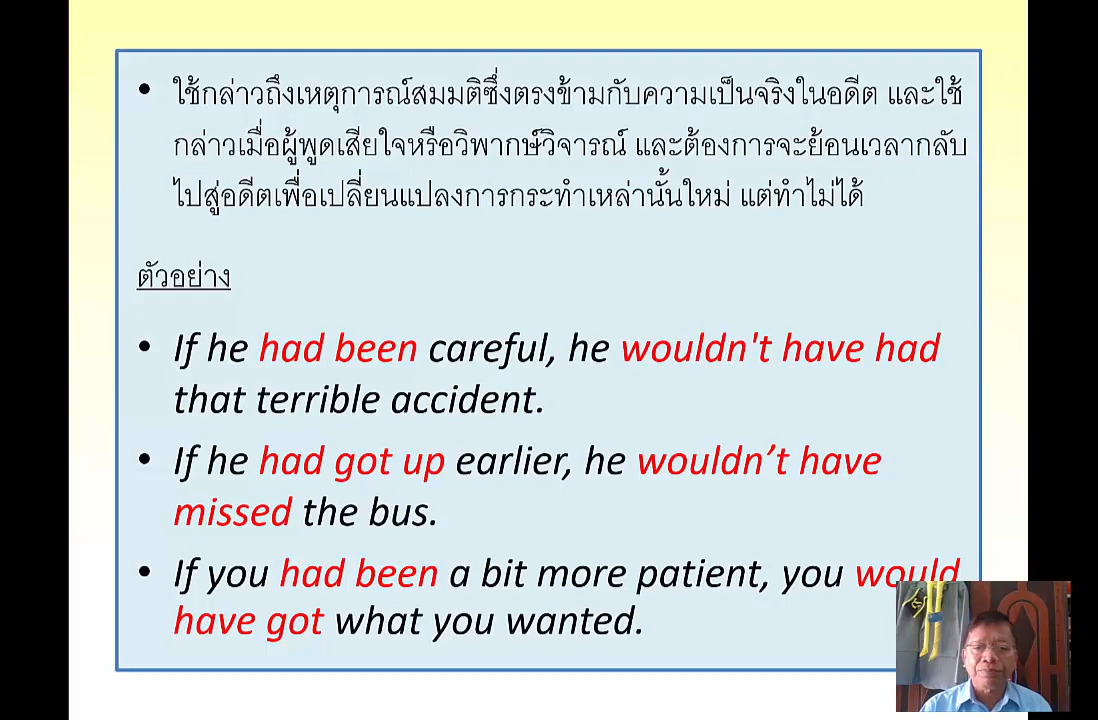 • ใช้กล่าวถึงเหตุการณ์สมมติซึ่งตรงข้ามกับความเป็นจริงในอดีต และใช้
กล่าวเมื่อผู้พูดเสียใจหรือวิพากษ์วิจารณ์ และต้องการจะย้อนเวลากลับ
ไปสู่อดีตเพื่อเปลี่ยนแปลงการกระทำเหล่านั้นใหม่ แต่ทำไม่ได้
ตัวอย่าง
• If he had been careful, he wouldn't have had
that terrible accident.
• If he had got up earlier, he wouldn’t have
missed the bus.
• If you had been a bit more patient, you would
have got what you wanted.